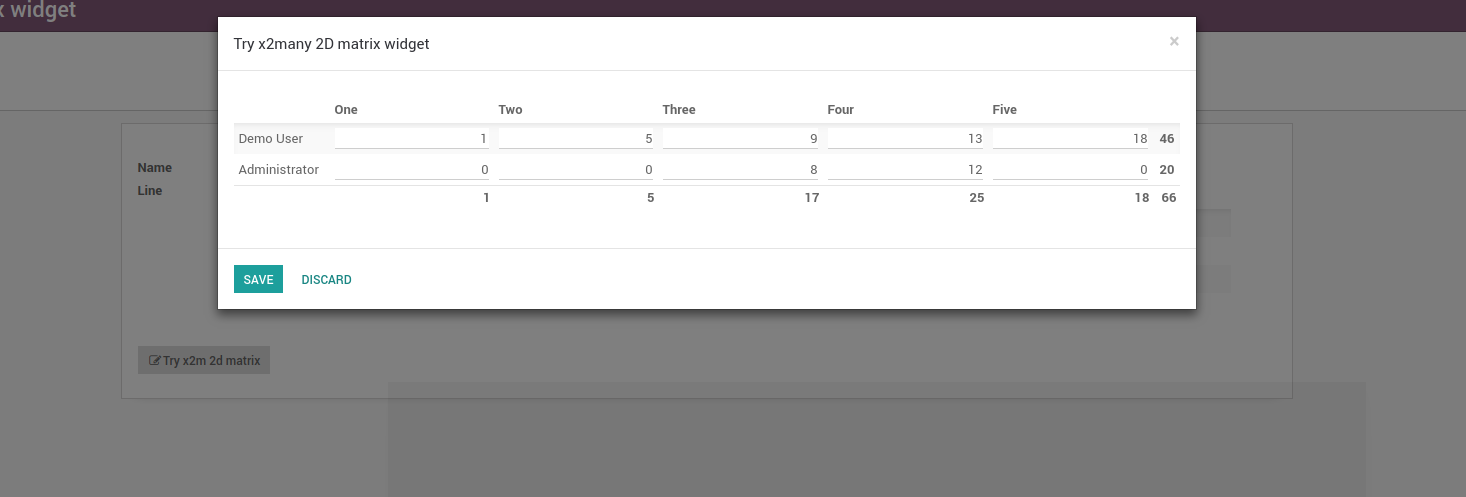 x widget
Try x2many 2D matrix widget ×
One Two Three Four Five
Demo User 1 5 9 13 18 46
Administrator 0 0 8 12 0 20
1 5 17 25 18 66
SAVE DISCARD
Name
Line
Try x2m 2d matrix